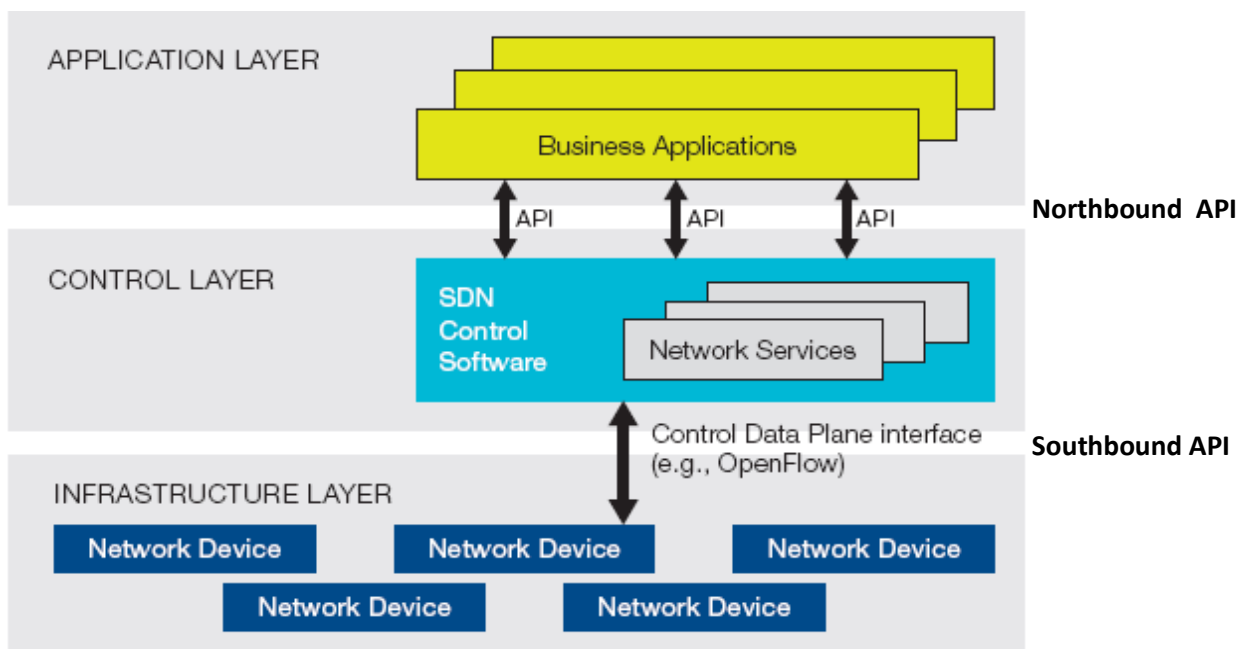 APPLICATION LAYER
Business Applications
API
API
API
Northbound API
CONTROL LAYER
SDN
Control
Software
Network Services
Control Data Plane interface
(e.g., OpenFlow)
Southbound API
INFRASTRUCTURE LAYER
Network Device
Network Device
Network Device
Network Device
Network Device